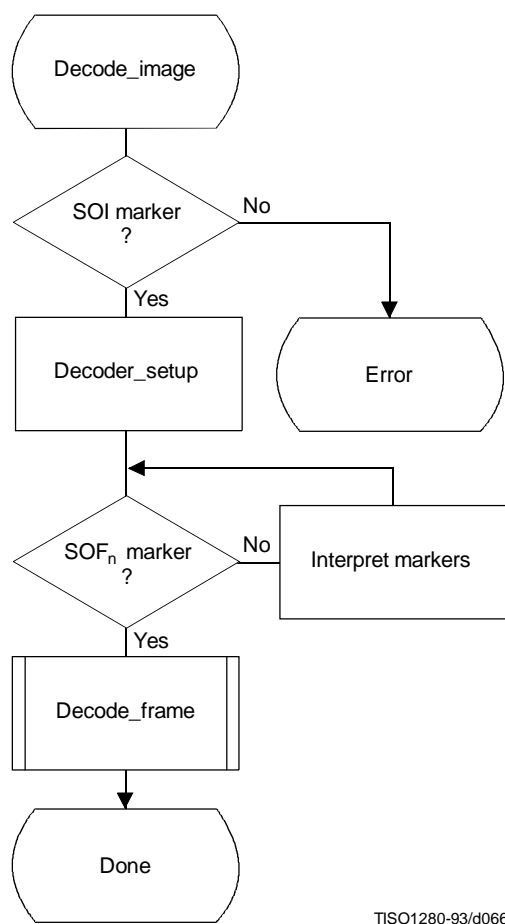 Decode_image
SOI marker
?
No
Yes
Decoder_setup
Error
SOFn marker
?
No
Interpret markers
Yes
Decode_frame
Done
TISO1280-93/d066